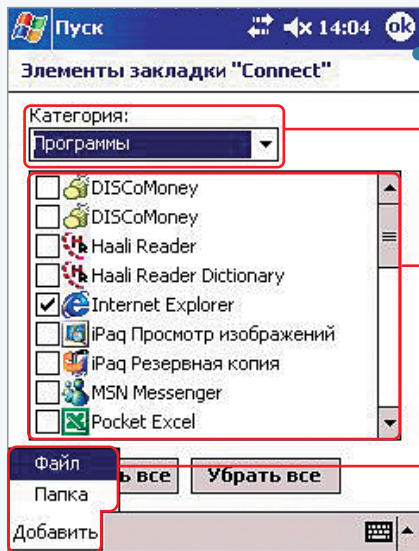 Пуск 14:04 ok
Элементы закладки "Connect"
Категория:
Программы
DISCoMoney
DISCoMoney
Haali Reader
Haali Reader Dictionary
Internet Explorer
iPaq Просмотр изображений
iPaq Резервная копия
MSN Messenger
Pocket Excel
Файл
ь все Убрать все
Папка
Добавить